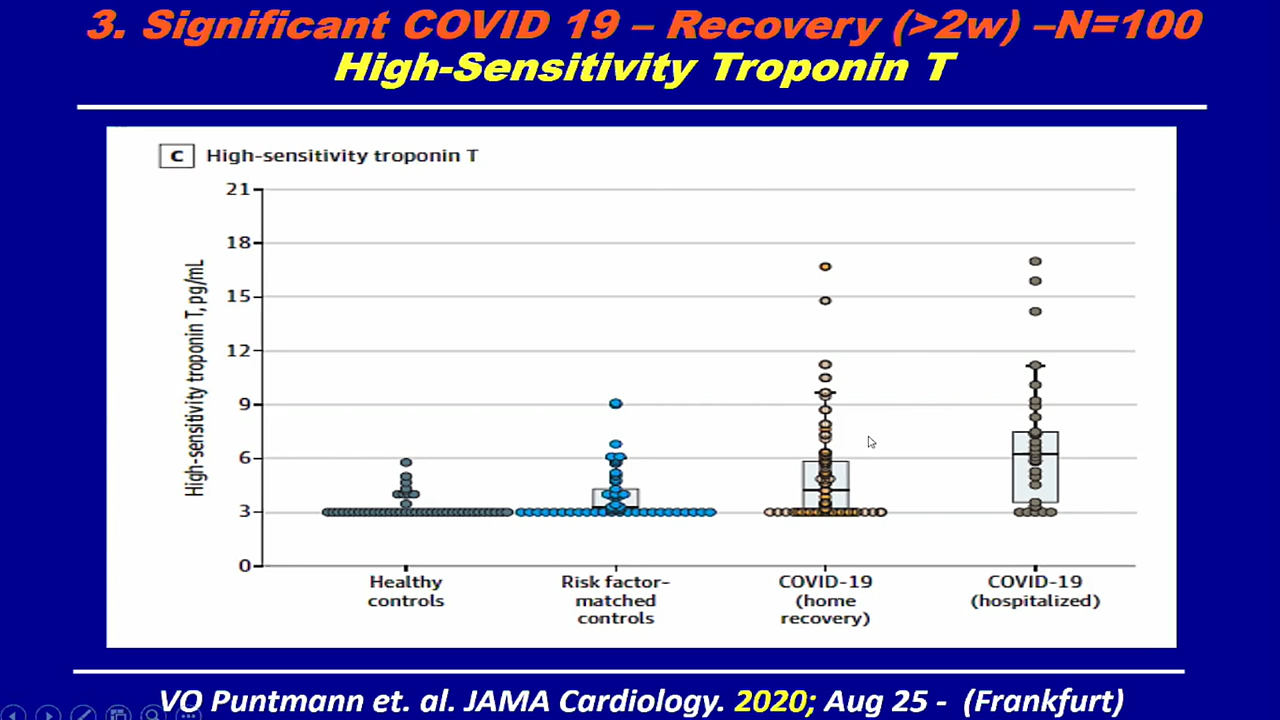 3. Significant COVID 19 – Recovery (>2w) –N=100
High-Sensitivity Troponin T
C High-sensitivity troponin T
High-sensitivity troponin T, pg/mL
21
18
15
12
9
6
3
0
Healthy controls
Risk factor-matched controls
COVID-19 (home recovery)
COVID-19 (hospitalized)
VO Puntmann et. al. JAMA Cardiology. 2020; Aug 25 - (Frankfurt)